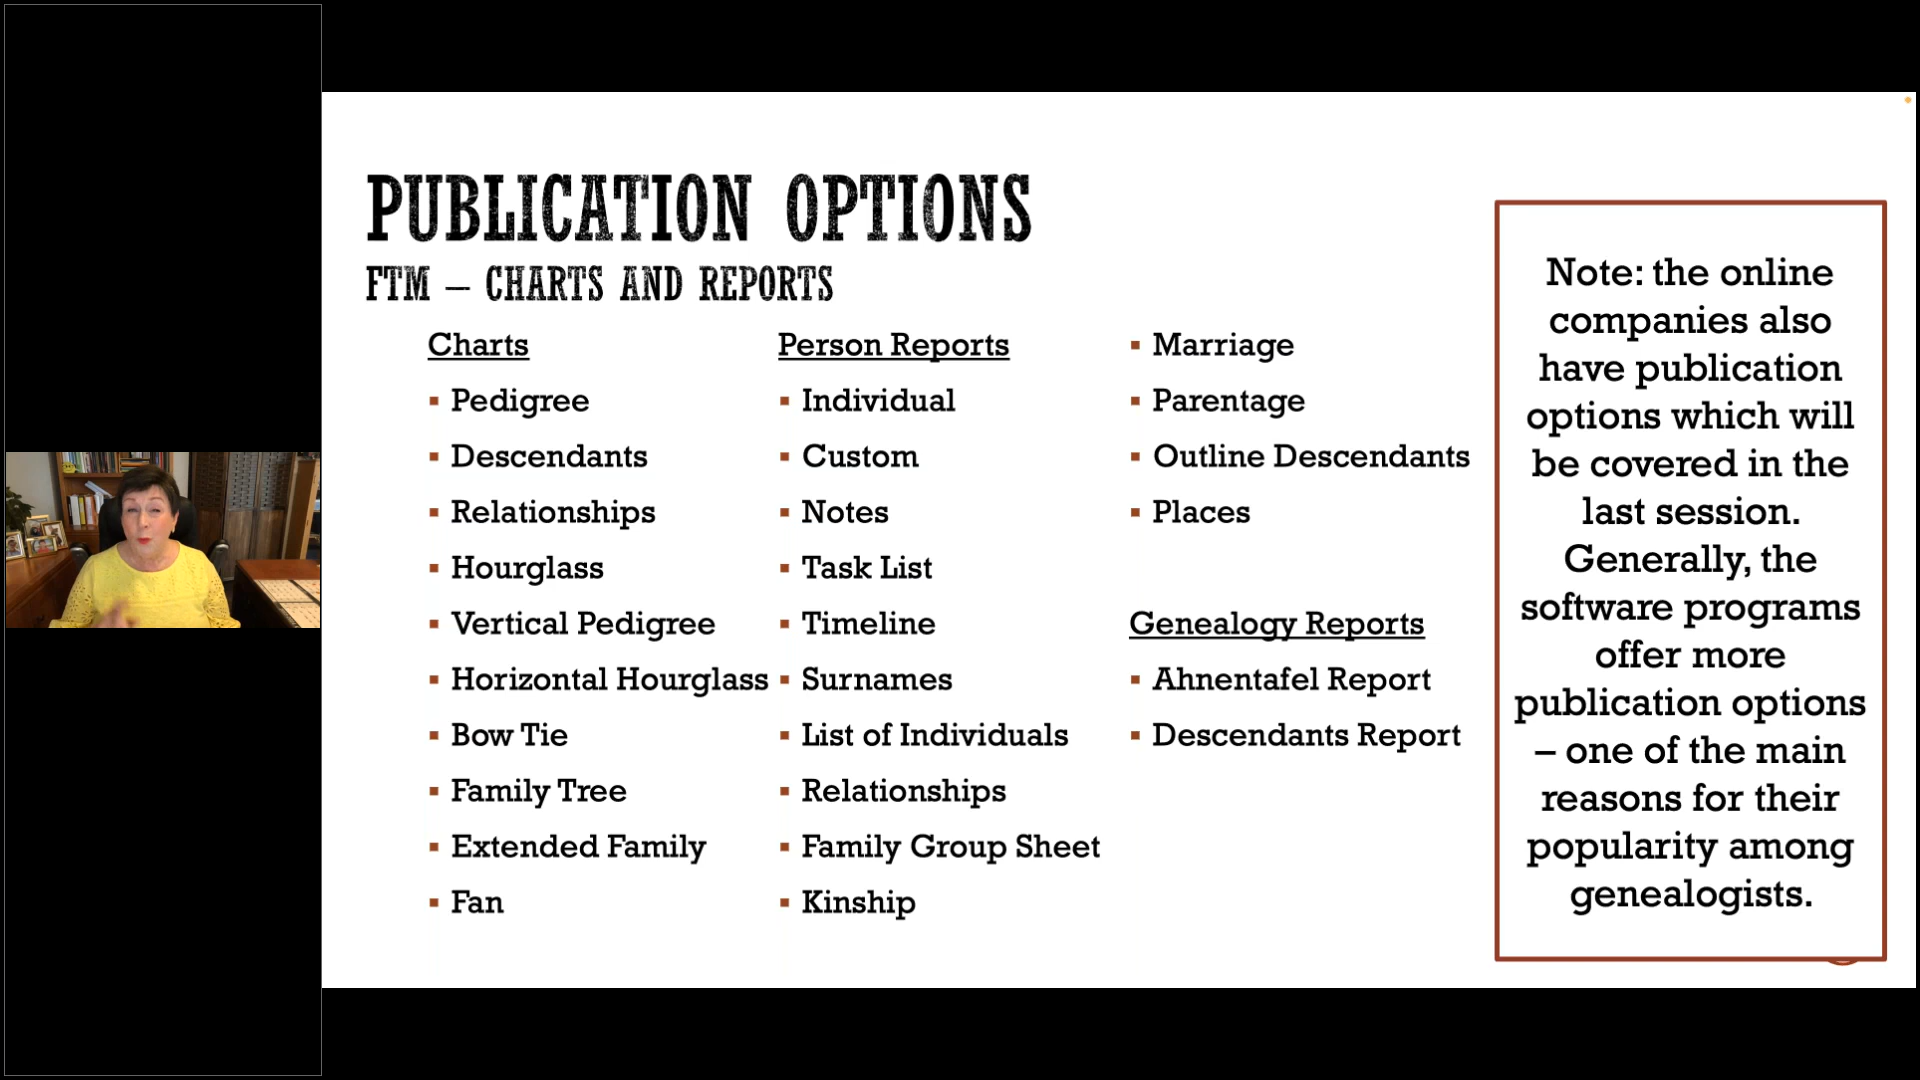 PUBLICATION OPTIONS
FTM – CHARTS AND REPORTS
Charts
▪ Pedigree
▪ Descendants
▪ Relationships
▪ Hourglass
▪ Vertical Pedigree
▪ Horizontal Hourglass
▪ Bow Tie
▪ Family Tree
▪ Extended Family
▪ Fan
Person Reports
▪ Individual
▪ Custom
▪ Notes
▪ Task List
▪ Timeline
▪ Surnames
▪ List of Individuals
▪ Relationships
▪ Family Group Sheet
▪ Kinship
▪ Marriage
▪ Parentage
▪ Outline Descendants
▪ Places
Genealogy Reports
▪ Ahnentafel Report
▪ Descendants Report
Note: the online
companies also
have publication
options which will
be covered in the
last session.
Generally, the
software programs
offer more
publication options
– one of the main
reasons for their
popularity among
genealogists.